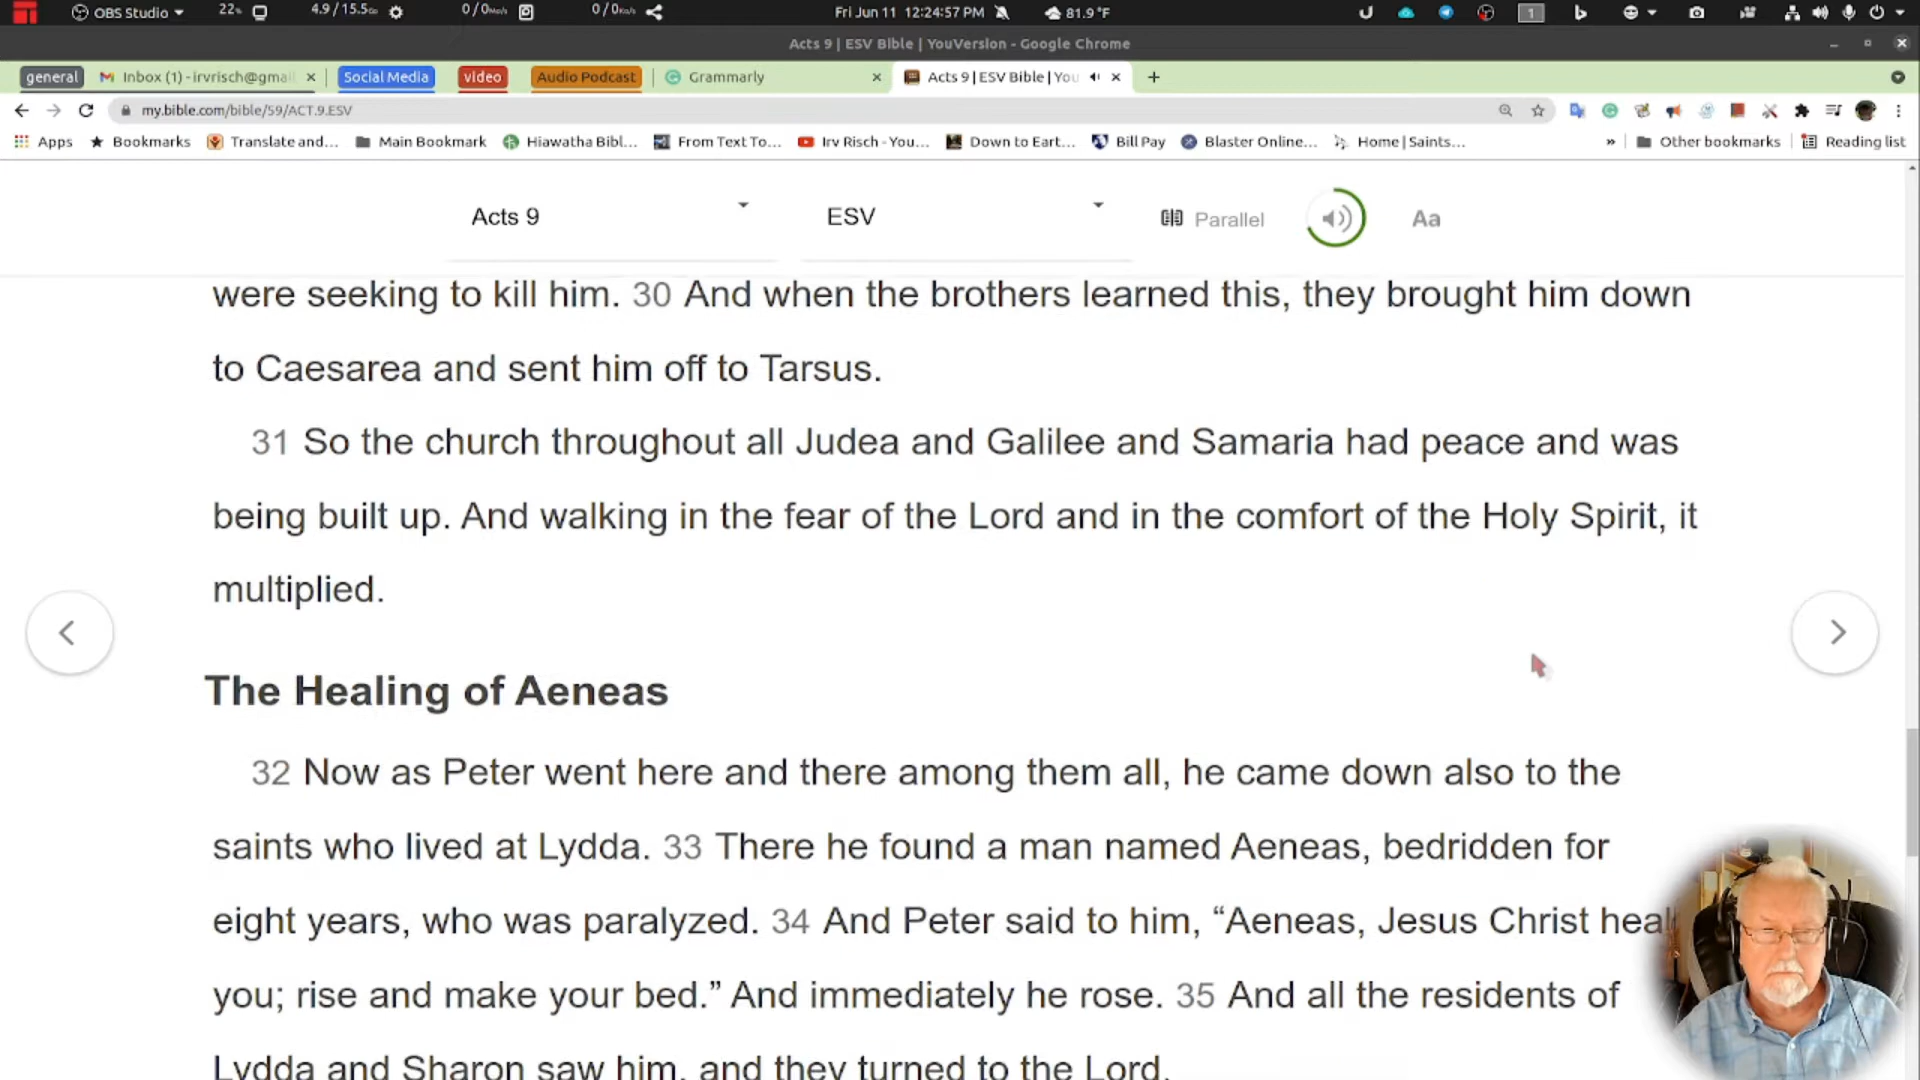 OBS Studio 22% 4.9 / 15.5 0 / 0 0 / 0 Fri Jun 11 12:24:57 PM 81.9 °F 1
Acts 9 | ESV Bible | YouVersion - Google Chrome
general Inbox (1) - irvrisch@gmai Social Media video Audio Podcast Grammarly Acts 9 | ESV Bible | You
my.bible.com/bible/59/ACT.9.ESV
Apps Bookmarks Translate and... Main Bookmark Hiawatha Bibl... From Text To... Irv Risch - You... Down to Eart... Bill Pay Blaster Online... Home | Saints... » Other bookmarks Reading list
Acts 9 ESV Parallel Aa
were seeking to kill him. 30 And when the brothers learned this, they brought him down
to Caesarea and sent him off to Tarsus.
31 So the church throughout all Judea and Galilee and Samaria had peace and was
being built up. And walking in the fear of the Lord and in the comfort of the Holy Spirit, it
multiplied.
The Healing of Aeneas
32 Now as Peter went here and there among them all, he came down also to the
saints who lived at Lydda. 33 There he found a man named Aeneas, bedridden for
eight years, who was paralyzed. 34 And Peter said to him, “Aeneas, Jesus Christ heal
you; rise and make your bed.” And immediately he rose. 35 And all the residents of
Lydda and Sharon saw him, and they turned to the Lord.